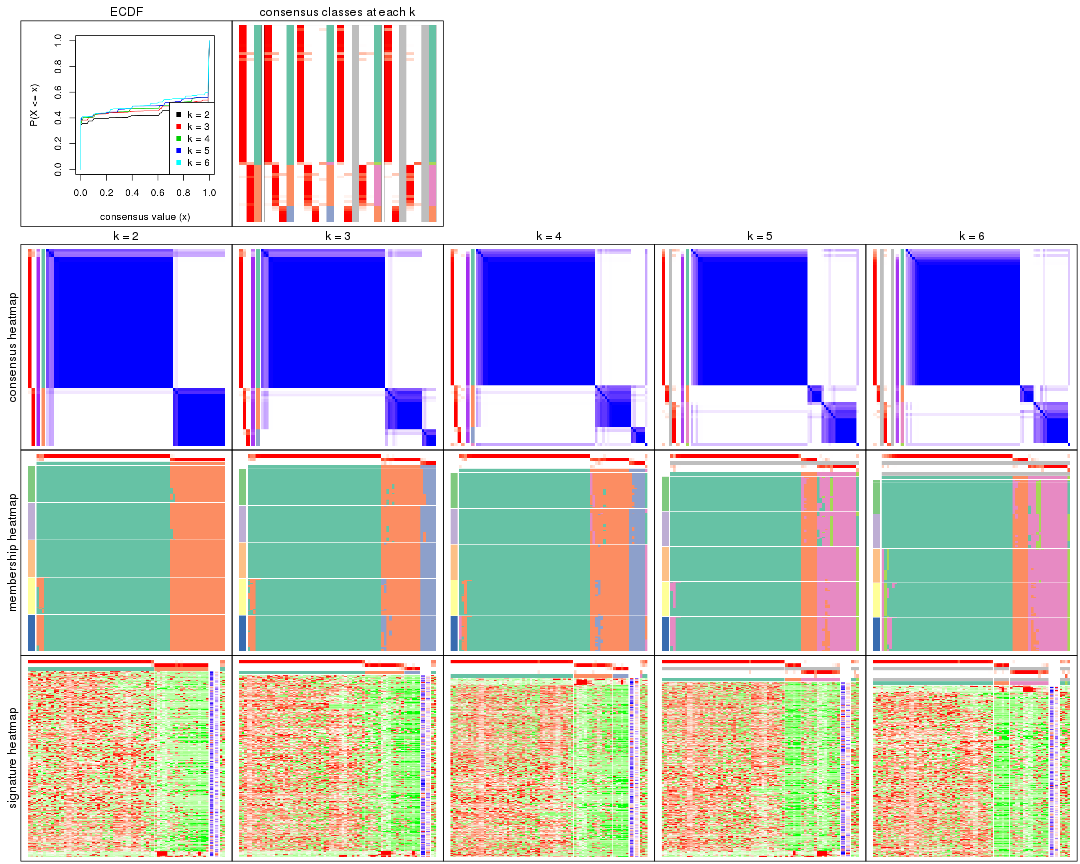 ECDF
consensus classes at each k
P(X <= x)
0.0 0.2 0.4 0.6 0.8 1.0
k = 2
k = 3
k = 4
k = 5
k = 6
0.0 0.2 0.4 0.6 0.8 1.0
consensus value (x)
k = 2 k = 3 k = 4 k = 5 k = 6
consensus heatmap
membership heatmap
signature heatmap